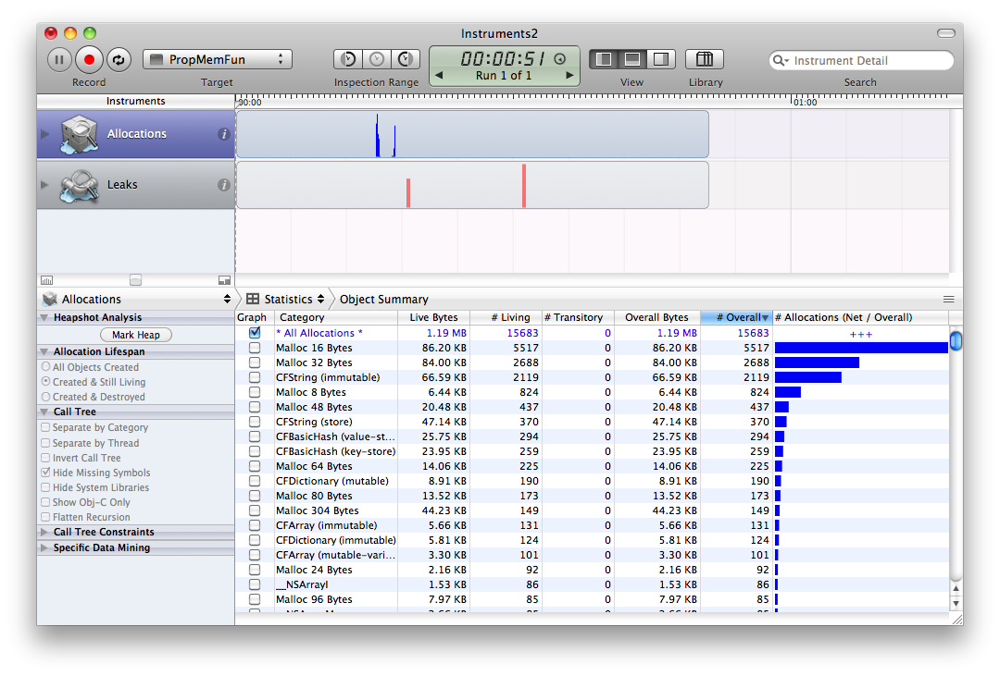 Instruments2
PropMemFun
00:00:51
Run 1 of 1
Instrument Detail
Record
Target
Inspection Range
View
Library
Search
Instruments
00:00
01:00
Allocations
Leaks
Allocations
Statistics
Object Summary
Heapshot Analysis
Mark Heap
Allocation Lifespan
All Objects Created
Created & Still Living
Created & Destroyed
Call Tree
Separate by Category
Separate by Thread
Invert Call Tree
Hide Missing Symbols
Hide System Libraries
Show Obj-C Only
Flatten Recursion
Call Tree Constraints
Specific Data Mining
Graph Category Live Bytes # Living # Transitory Overall Bytes # Overall # Allocations (Net / Overall)
* All Allocations * 1.19 MB 15683 0 1.19 MB 15683 +++
Malloc 16 Bytes 86.20 KB 5517 0 86.20 KB 5517
Malloc 32 Bytes 84.00 KB 2688 0 84.00 KB 2688
CFString (immutable) 66.59 KB 2119 0 66.59 KB 2119
Malloc 8 Bytes 6.44 KB 824 0 6.44 KB 824
Malloc 48 Bytes 20.48 KB 437 0 20.48 KB 437
CFString (store) 47.14 KB 370 0 47.14 KB 370
CFBasicHash (value-st... 25.75 KB 294 0 25.75 KB 294
CFBasicHash (key-store) 23.95 KB 259 0 23.95 KB 259
Malloc 64 Bytes 14.06 KB 225 0 14.06 KB 225
CFDictionary (mutable) 8.91 KB 190 0 8.91 KB 190
Malloc 80 Bytes 13.52 KB 173 0 13.52 KB 173
Malloc 304 Bytes 44.23 KB 149 0 44.23 KB 149
CFArray (immutable) 5.66 KB 131 0 5.66 KB 131
CFDictionary (immutable) 5.81 KB 124 0 5.81 KB 124
CFArray (mutable-vari... 3.30 KB 101 0 3.30 KB 101
Malloc 24 Bytes 2.16 KB 92 0 2.16 KB 92
__NSArrayI 1.53 KB 86 0 1.53 KB 86
Malloc 96 Bytes 7.97 KB 85 0 7.97 KB 85